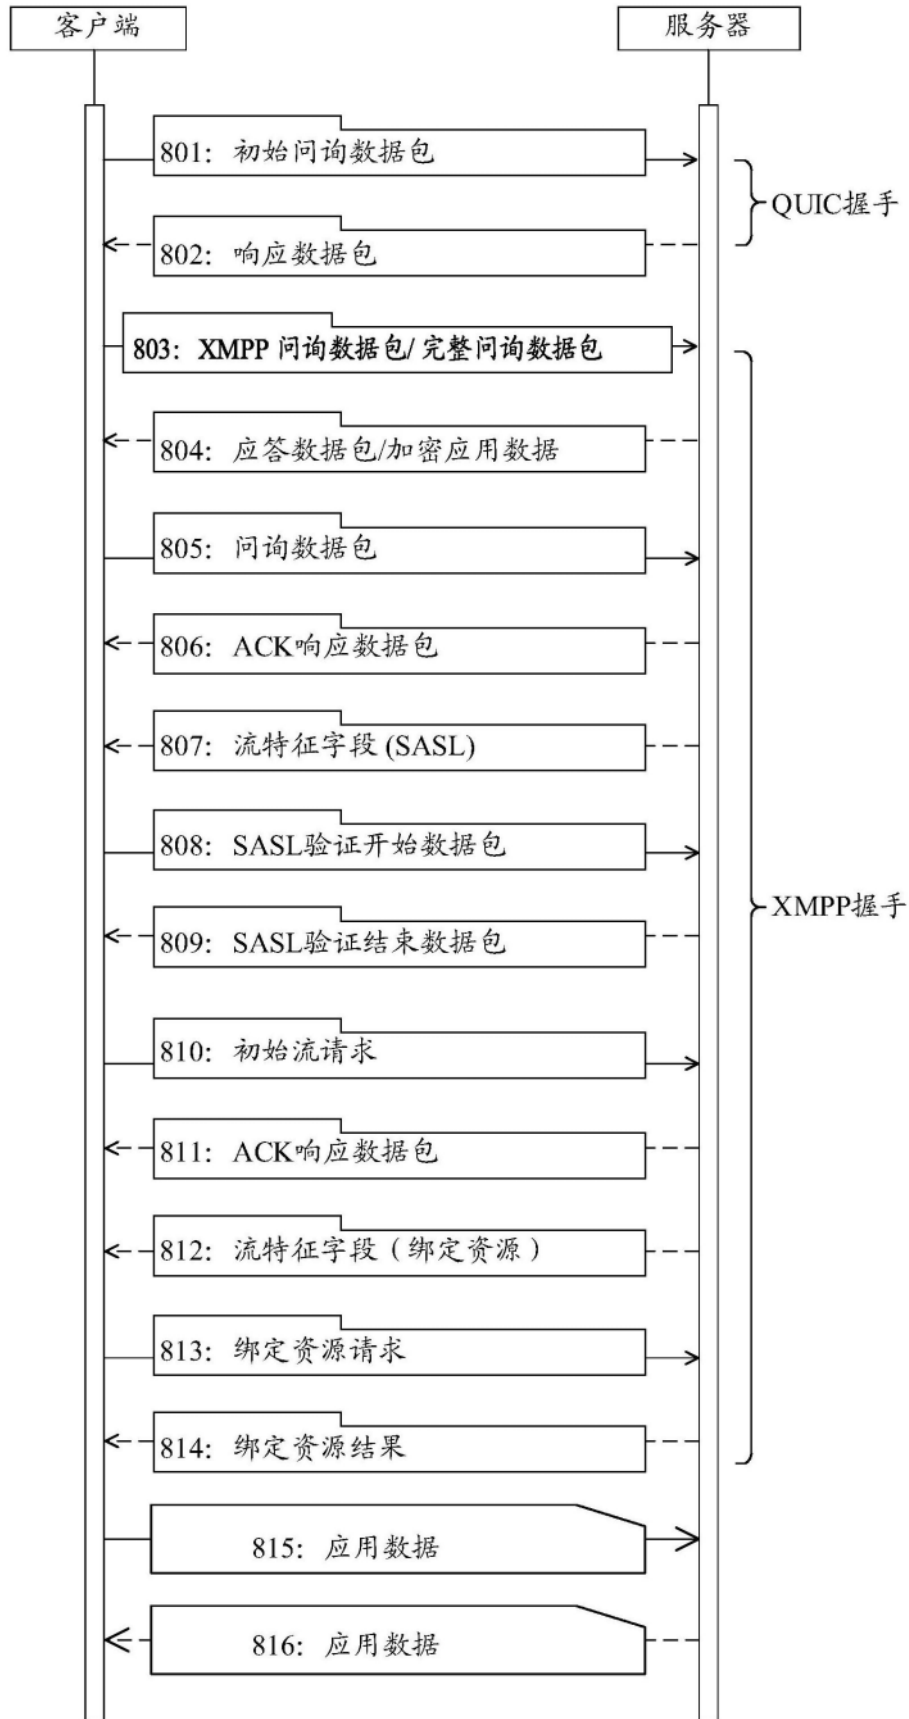 客户端
服务器
801：初始问询数据包
QUIC握手
802：响应数据包
803：XMPP 问询数据包/ 完整问询数据包
804：应答数据包/加密应用数据
805：问询数据包
806：ACK响应数据包
807：流特征字段 (SASL)
808：SASL验证开始数据包
XMPP握手
809：SASL验证结束数据包
810：初始流请求
811：ACK响应数据包
812：流特征字段（绑定资源）
813：绑定资源请求
814：绑定资源结果
815：应用数据
816：应用数据